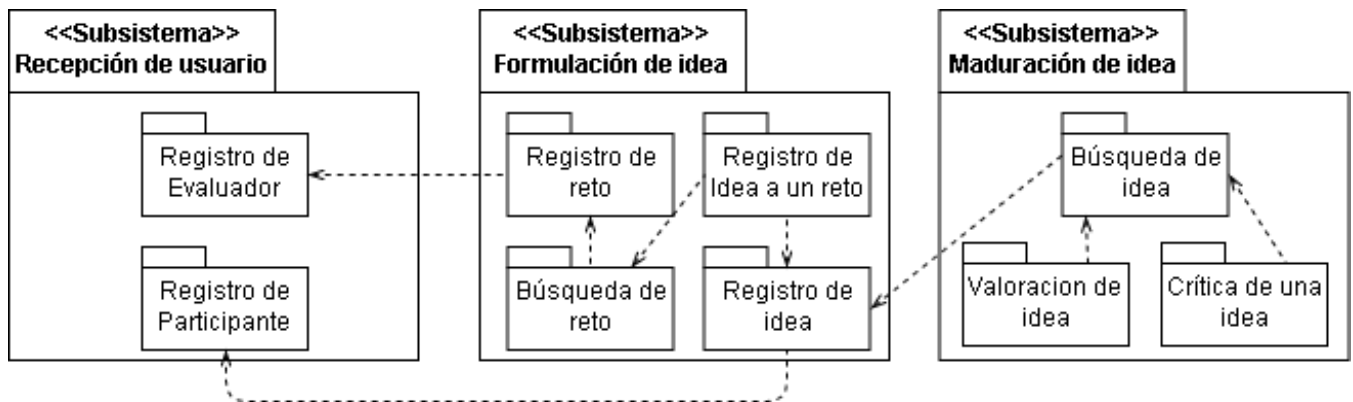 <<Subsistema>>
Recepción de usuario
Registro de
Evaluador
Registro de
Participante
<<Subsistema>>
Formulación de idea
Registro de
reto
Registro de
Idea a un reto
Búsqueda de
reto
Registro de
idea
<<Subsistema>>
Maduración de idea
Búsqueda de
idea
Valoracion de
idea
Crítica de una
idea